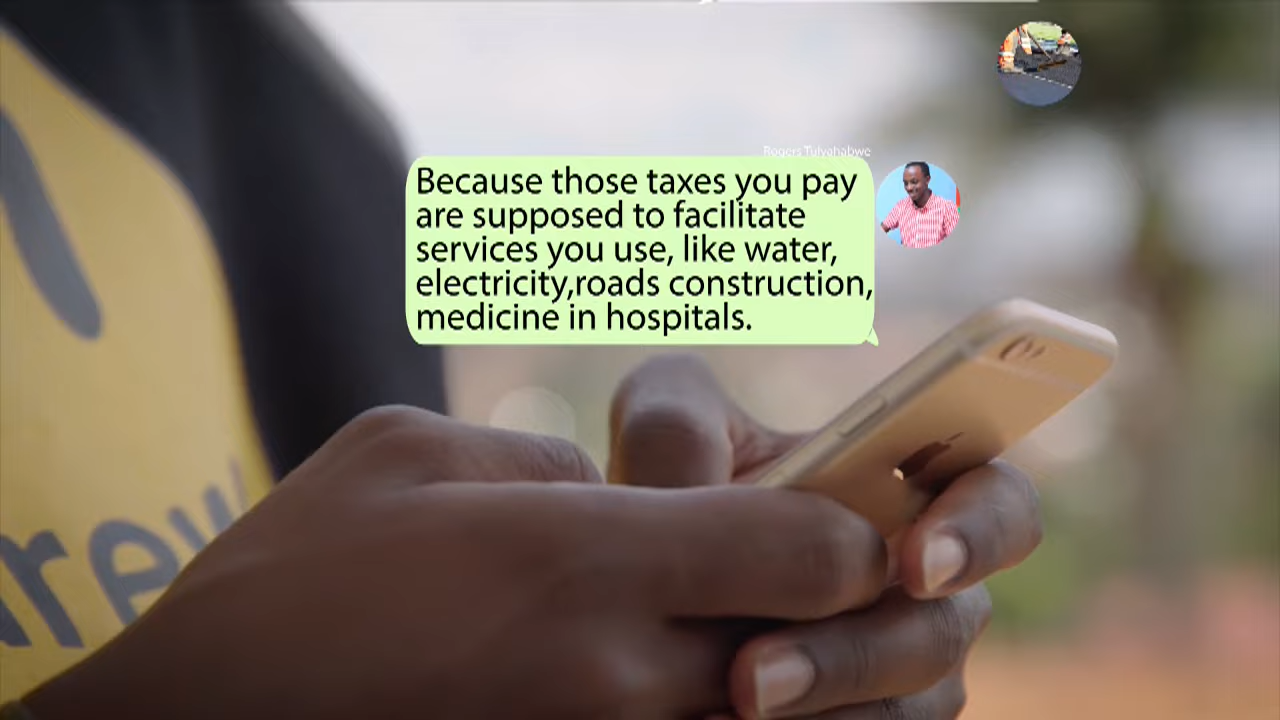 Rogers Tulyahabwe
Because those taxes you pay
are supposed to facilitate
services you use, like water,
electricity,roads construction,
medicine in hospitals.